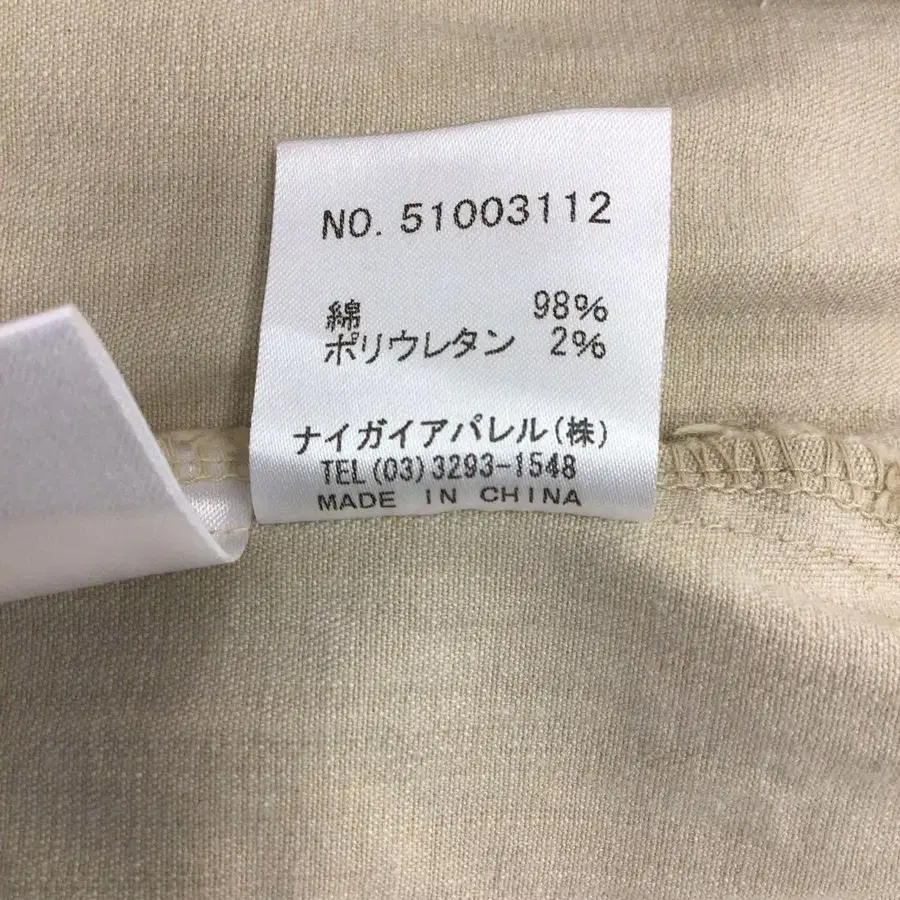 NO. 51003112
綿 98%
ポリウレタン 2%
ナイガイアパレル(株)
TEL(03)3293-1548
MADE IN CHINA